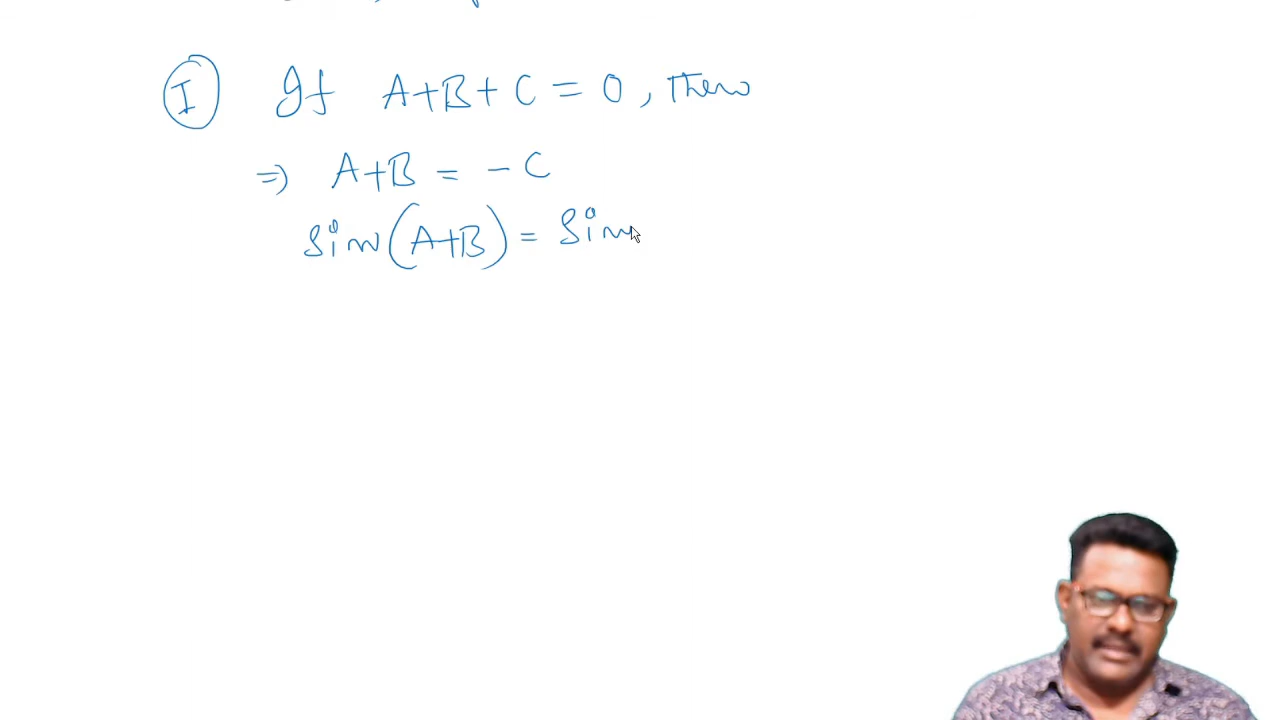 I If A+B+C = 0, then
⇒ A+B = -C
Sin(A+B) = Sin